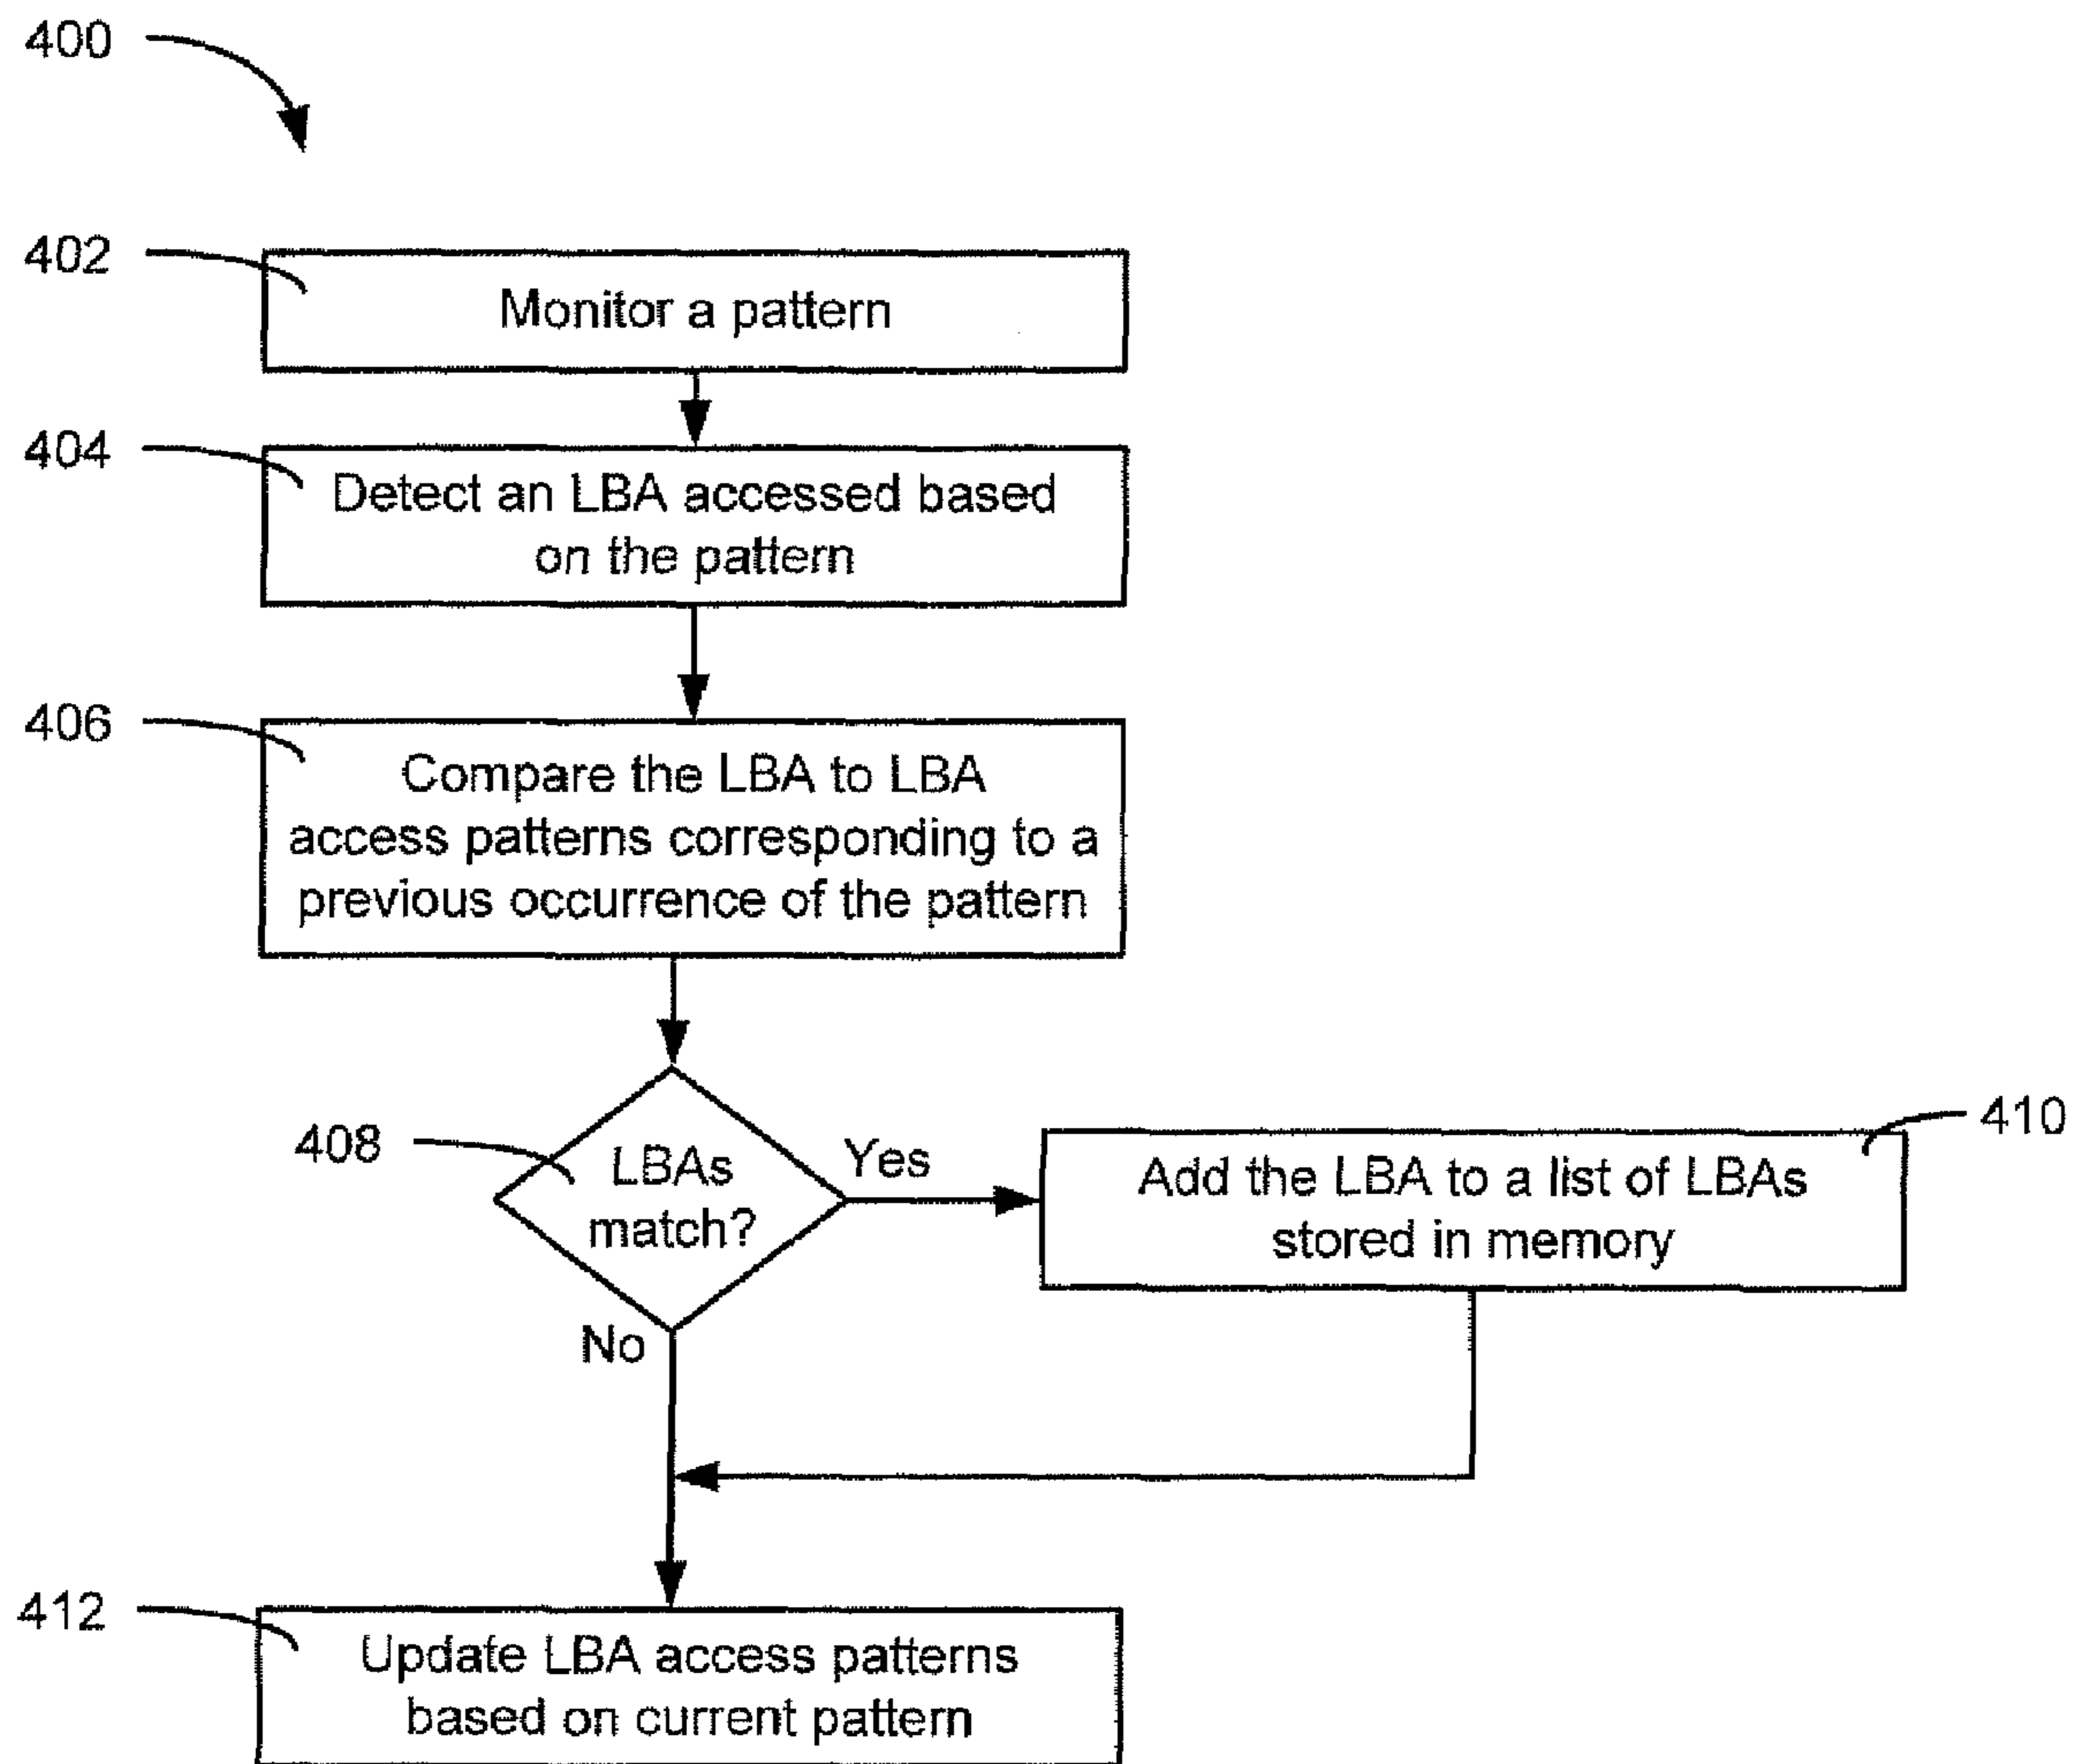 400
402
Monitor a pattern
404
Detect an LBA accessed based
on the pattern
406
Compare the LBA to LBA
access patterns corresponding to a
previous occurrence of the pattern
408
LBAs
match?
Yes
410
Add the LBA to a list of LBAs
stored in memory
No
412
Update LBA access patterns
based on current pattern